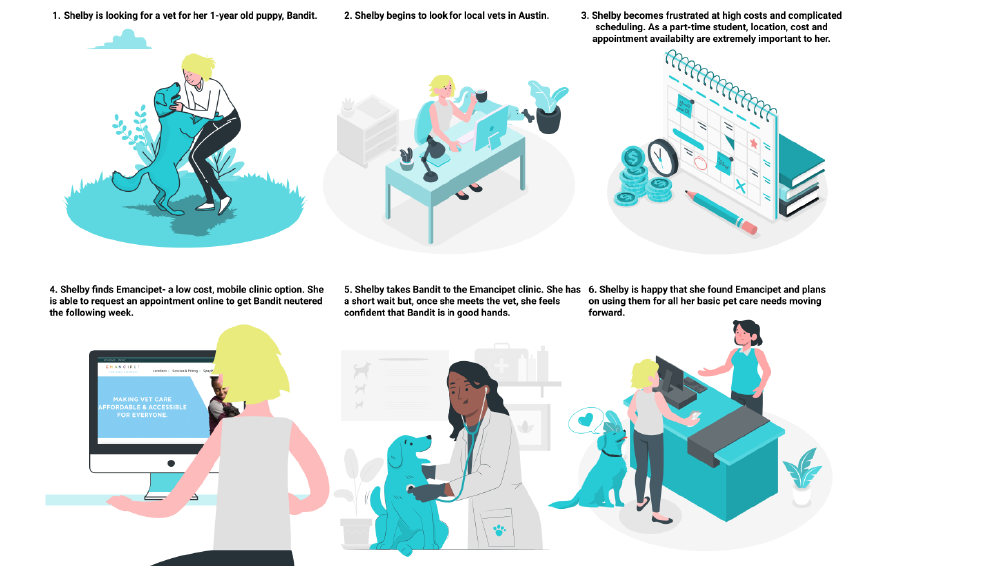 1. Shelby is looking for a vet for her 1-year old puppy, Bandit.
2. Shelby begins to look for local vets in Austin.
3. Shelby becomes frustrated at high costs and complicated
scheduling. As a part-time student, location, cost and
appointment availabilty are extremely important to her.
4. Shelby finds Emancipet- a low cost, mobile clinic option. She
is able to request an appointment online to get Bandit neutered
the following week.
EMANCIPET
MAKING VET CARE
AFFORDABLE & ACCESSIBLE
FOR EVERYONE.
5. Shelby takes Bandit to the Emancipet clinic. She has
a short wait but, once she meets the vet, she feels
confident that Bandit is in good hands.
6. Shelby is happy that she found Emancipet and plans
on using them for all her basic pet care needs moving
forward.